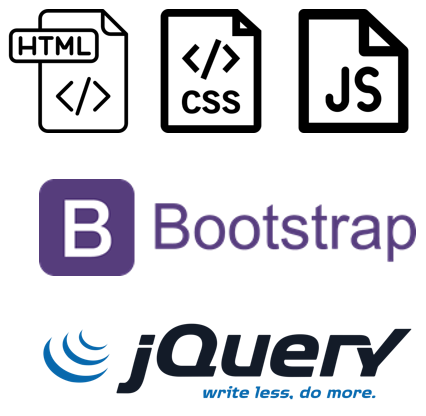 HTML
</>
</>
CSS
JS
B Bootstrap
jQuery
write less, do more.